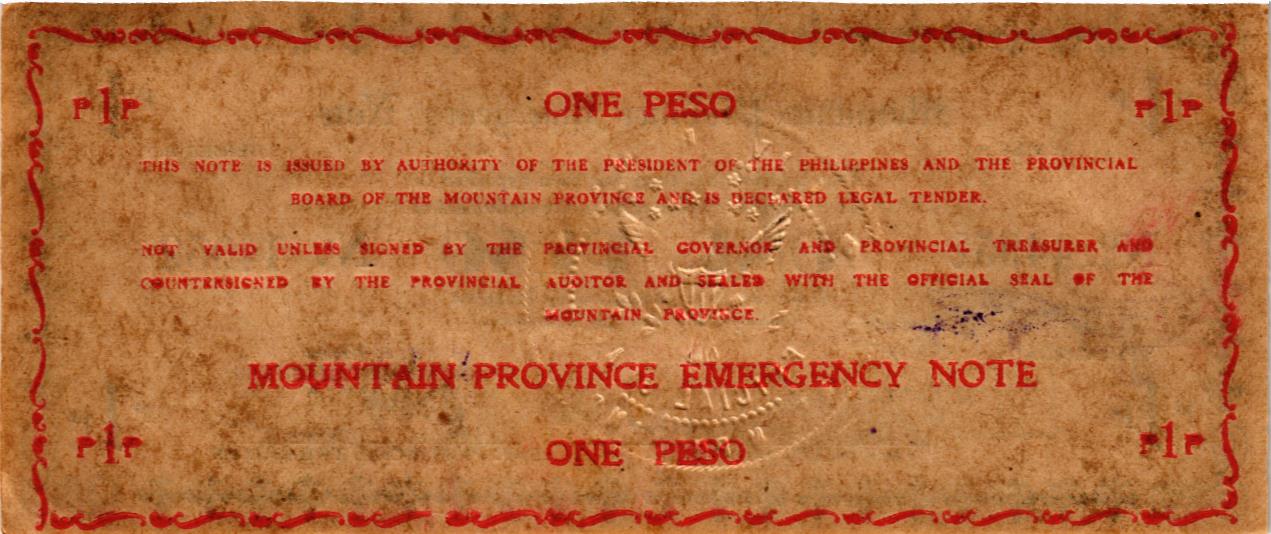 ONE PESO
P1P P1P
THIS NOTE IS ISSUED BY AUTHORITY OF THE PRESIDENT OF THE PHILIPPINES AND THE PROVINCIAL
BOARD OF THE MOUNTAIN PROVINCE AND IS DECLARED LEGAL TENDER.
NOT VALID UNLESS SIGNED BY THE PROVINCIAL GOVERNOR AND PROVINCIAL TREASURER AND
COUNTERSIGNED BY THE PROVINCIAL AUDITOR AND SEALED WITH THE OFFICIAL SEAL OF THE
MOUNTAIN PROVINCE.
MOUNTAIN PROVINCE EMERGENCY NOTE
P1P P1P
ONE PESO